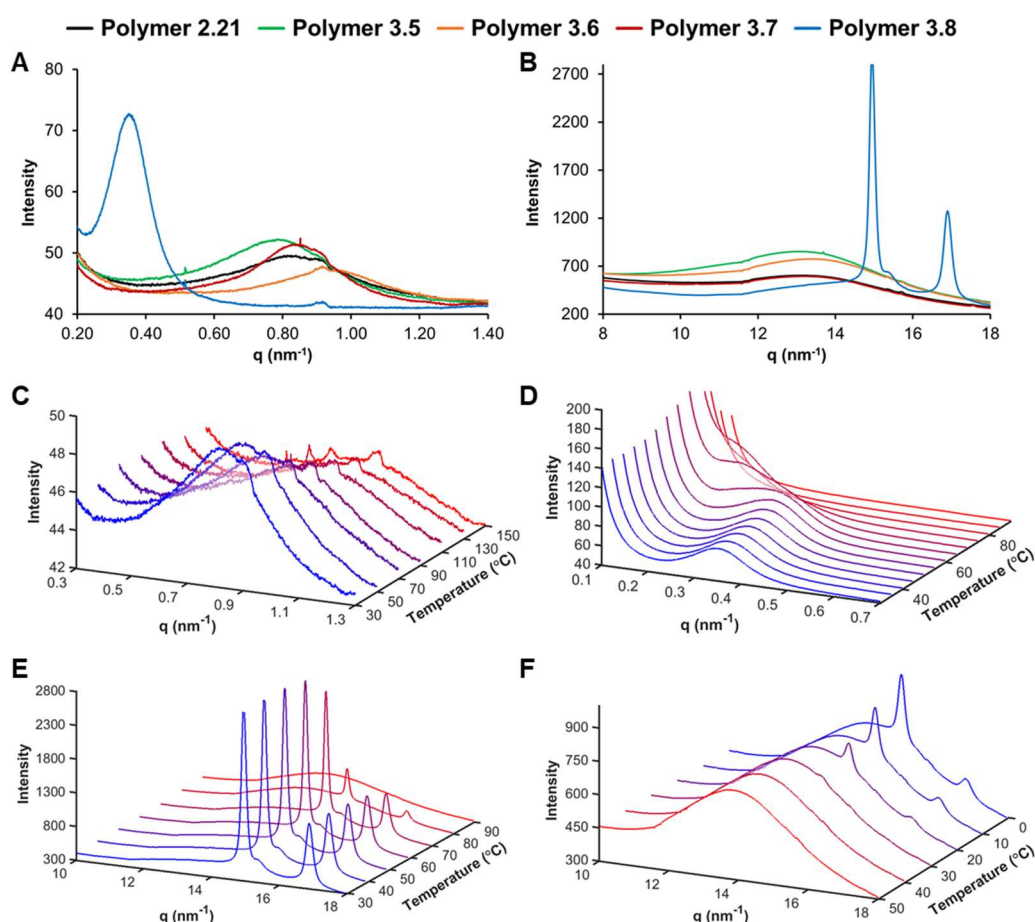 Polymer 2.21 Polymer 3.5 Polymer 3.6 Polymer 3.7 Polymer 3.8
A
80
70
60
50
40
Intensity
0.20 0.40 0.60 0.80 1.00 1.20 1.40
q (nm-1)
B
2700
2200
1700
1200
700
200
Intensity
8 10 12 14 16 18
q (nm-1)
C
50
48
46
44
42
Intensity
0.3 0.5 0.7 0.9 1.1 1.3
q (nm-1)
30 50 70 90 110 130 150
Temperature (°C)
D
200
180
160
140
120
100
80
60
40
Intensity
0.1 0.2 0.3 0.4 0.5 0.6 0.7
q (nm-1)
40 60 80
Temperature (°C)
E
2800
2300
1800
1300
800
300
Intensity
10 12 14 16 18
q (nm-1)
30 40 50 60 70 80 90
Temperature (°C)
F
900
750
600
450
300
Intensity
10 12 14 16 18
q (nm-1)
50 40 30 20 10 0
Temperature (°C)